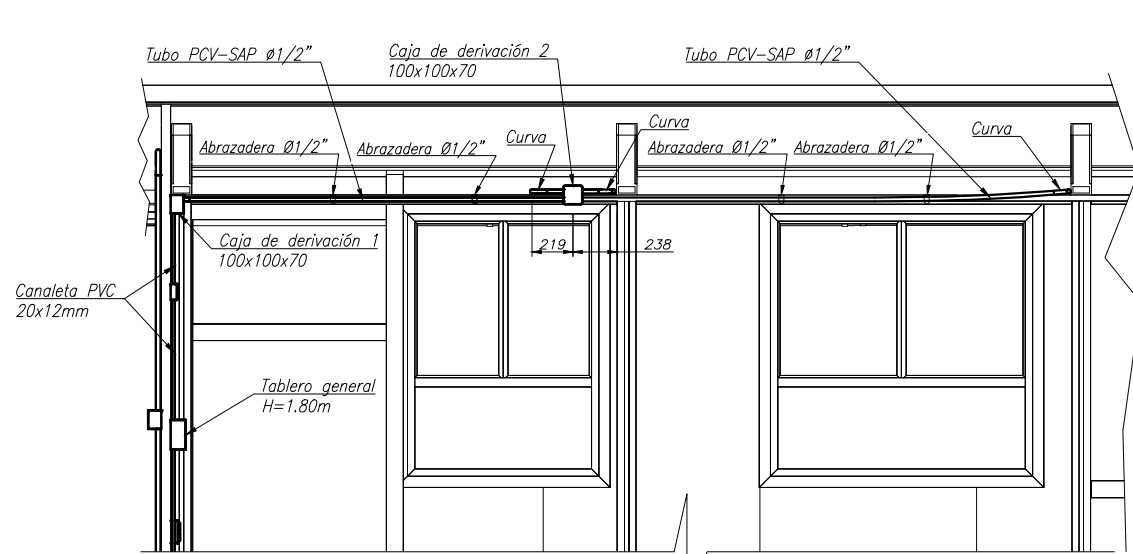 Tubo PCV-SAP ø1/2"
Caja de derivación 2
100x100x70
Tubo PCV-SAP ø1/2"
Abrazadera Ø1/2"
Abrazadera Ø1/2"
Curva
Curva
Abrazadera Ø1/2"
Abrazadera Ø1/2"
Curva
Caja de derivación 1
100x100x70
219
238
Canaleta PVC
20x12mm
Tablero general
H=1.80m